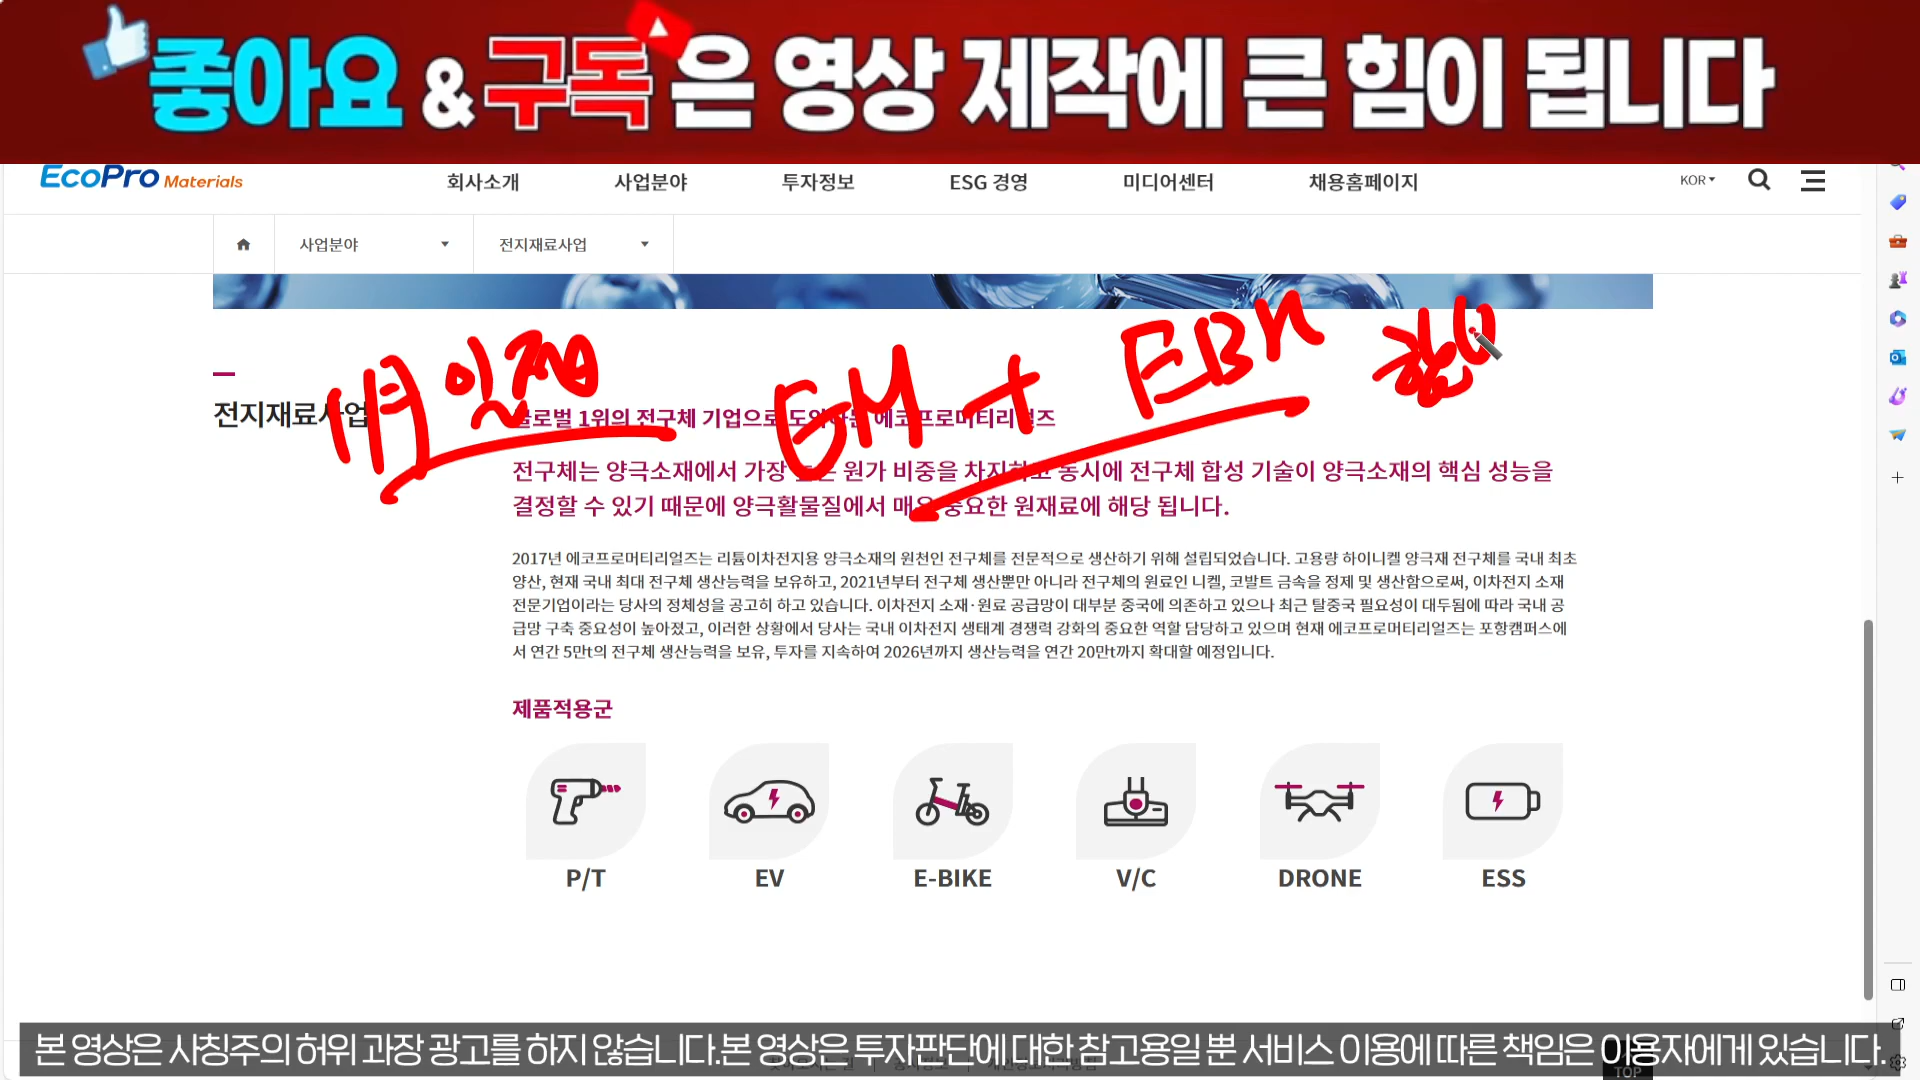 좋아요 & 구독은 영상 제작에 큰 힘이 됩니다
EcoPro Materials
회사소개 사업분야 투자정보 ESG 경영 미디어센터 채용홈페이지 KOR
사업분야 전지재료사업
전지재료사업
글로벌 1위의 전구체 기업으로 도약하는 에코프로머티리얼즈
전구체는 양극소재에서 가장 높은 원가 비중을 차지하고 동시에 전구체 합성 기술이 양극소재의 핵심 성능을
결정할 수 있기 때문에 양극활물질에서 매우 중요한 원재료에 해당 됩니다.
2017년 에코프로머티리얼즈는 리튬이차전지용 양극소재의 원천인 전구체를 전문적으로 생산하기 위해 설립되었습니다. 고용량 하이니켈 양극재 전구체를 국내 최초
양산, 현재 국내 최대 전구체 생산능력을 보유하고, 2021년부터 전구체 생산뿐만 아니라 전구체의 원료인 니켈, 코발트 금속을 정제 및 생산함으로써, 이차전지 소재
전문기업이라는 당사의 정체성을 공고히 하고 있습니다. 이차전지 소재·원료 공급망이 대부분 중국에 의존하고 있으나 최근 탈중국 필요성이 대두됨에 따라 국내 공
급망 구축 중요성이 높아졌고, 이러한 상황에서 당사는 국내 이차전지 생태계 경쟁력 강화의 중요한 역할 담당하고 있으며 현재 에코프로머티리얼즈는 포항캠퍼스에
서 연간 5만t의 전구체 생산능력을 보유, 투자를 지속하여 2026년까지 생산능력을 연간 20만t까지 확대할 예정입니다.
제품적용군
P/T EV E-BIKE V/C DRONE ESS
본 영상은 사칭주의 허위 과장 광고를 하지 않습니다.본 영상은 투자판단에 대한 참고용일 뿐 서비스 이용에 따른 책임은 이용자에게 있습니다.
TOP